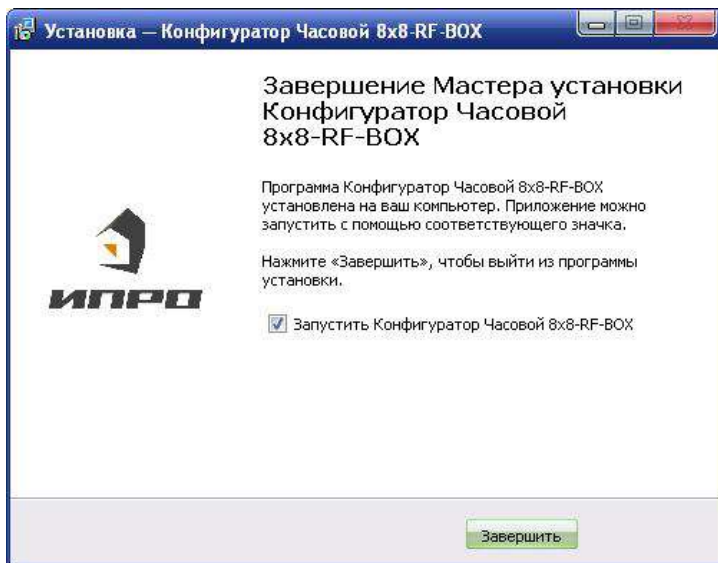 Установка — Конфигуратор Часовой 8x8-RF-BOX
Завершение Мастера установки
Конфигуратор Часовой
8x8-RF-BOX
Программа Конфигуратор Часовой 8x8-RF-BOX
установлена на ваш компьютер. Приложение можно
запустить с помощью соответствующего значка.
Нажмите «Завершить», чтобы выйти из программы
установки.
ИПРО
Запустить Конфигуратор Часовой 8x8-RF-BOX
Завершить